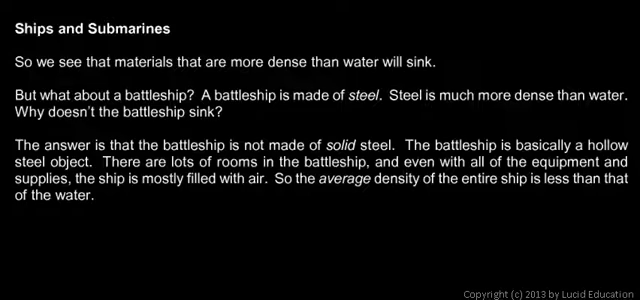 Ships and Submarines
So we see that materials that are more dense than water will sink.
But what about a battleship? A battleship is made of steel. Steel is much more dense than water.
Why doesn't the battleship sink?
The answer is that the battleship is not made of solid steel. The battleship is basically a hollow
steel object. There are lots of rooms in the battleship, and even with all of the equipment and
supplies, the ship is mostly filled with air. So the average density of the entire ship is less than that
of the water.
Copyright (c) 2013 by Lucid Education